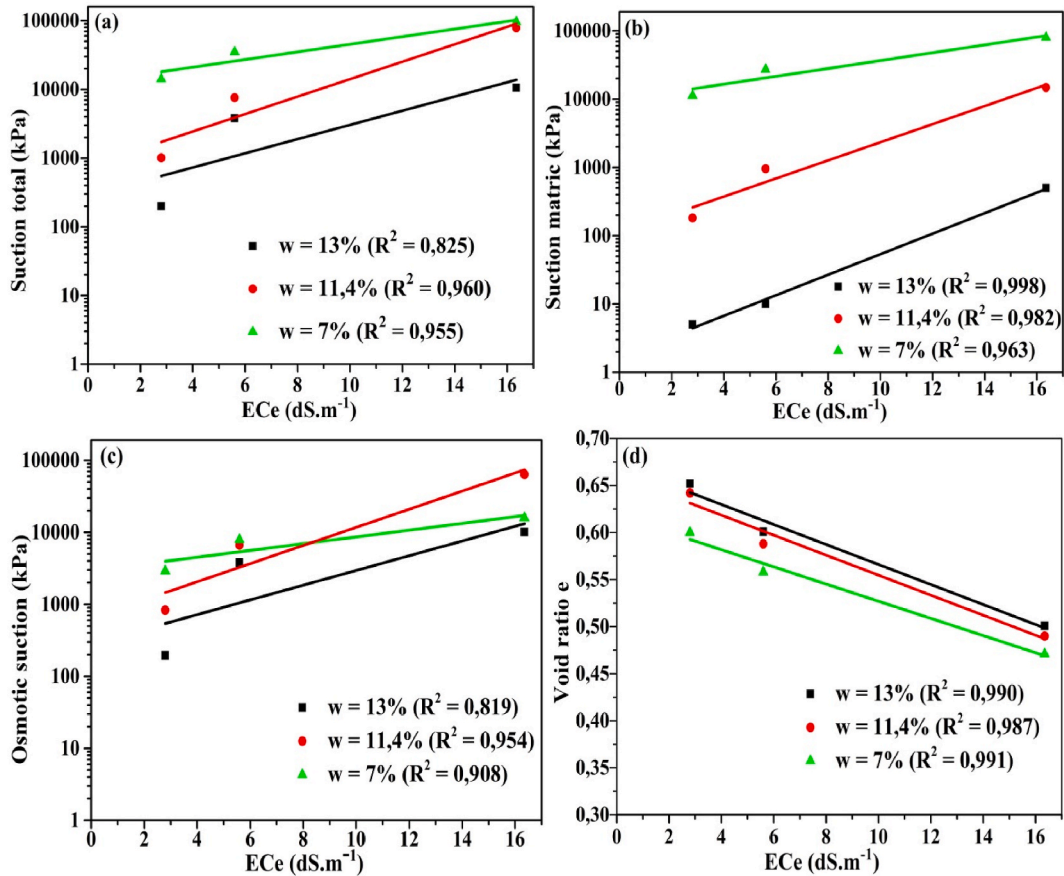 (a)
Suction total (kPa)
100000
10000
1000
100
10
1
w = 13% (R² = 0,825)
w = 11,4% (R² = 0,960)
w = 7% (R² = 0,955)
0 2 4 6 8 10 12 14 16
ECe (dS.m⁻¹)
(b)
Suction matric (kPa)
100000
10000
1000
100
10
1
w = 13% (R² = 0,998)
w = 11,4% (R² = 0,982)
w = 7% (R² = 0,963)
0 2 4 6 8 10 12 14 16
ECe (dS.m⁻¹)
(c)
Osmotic suction (kPa)
100000
10000
1000
100
10
1
w = 13% (R² = 0,819)
w = 11,4% (R² = 0,954)
w = 7% (R² = 0,908)
0 2 4 6 8 10 12 14 16
ECe (dS.m⁻¹)
(d)
Void ratio e
0,70
0,65
0,60
0,55
0,50
0,45
0,40
0,35
0,30
w = 13% (R² = 0,990)
w = 11,4% (R² = 0,987)
w = 7% (R² = 0,991)
0 2 4 6 8 10 12 14 16
ECe (dS.m⁻¹)